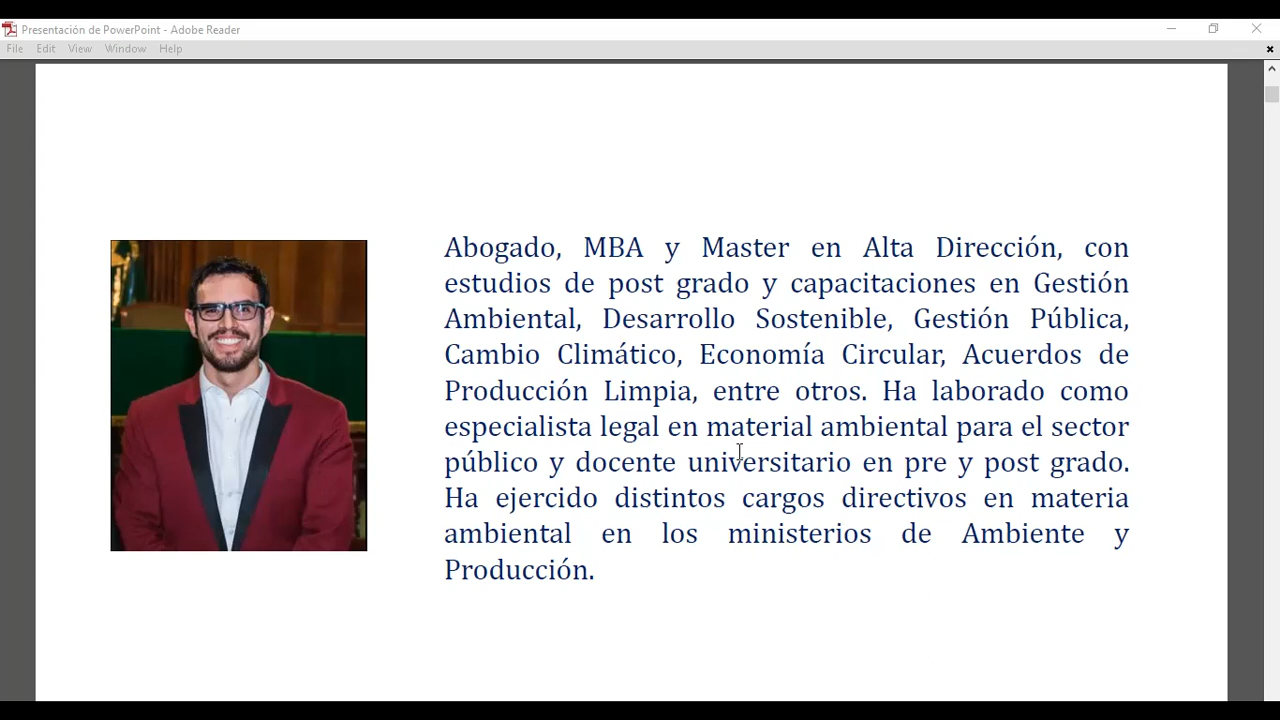 Presentación de PowerPoint - Adobe Reader
File Edit View Window Help
Abogado, MBA y Master en Alta Dirección, con
estudios de post grado y capacitaciones en Gestión
Ambiental, Desarrollo Sostenible, Gestión Pública,
Cambio Climático, Economía Circular, Acuerdos de
Producción Limpia, entre otros. Ha laborado como
especialista legal en material ambiental para el sector
público y docente universitario en pre y post grado.
Ha ejercido distintos cargos directivos en materia
ambiental en los ministerios de Ambiente y
Producción.